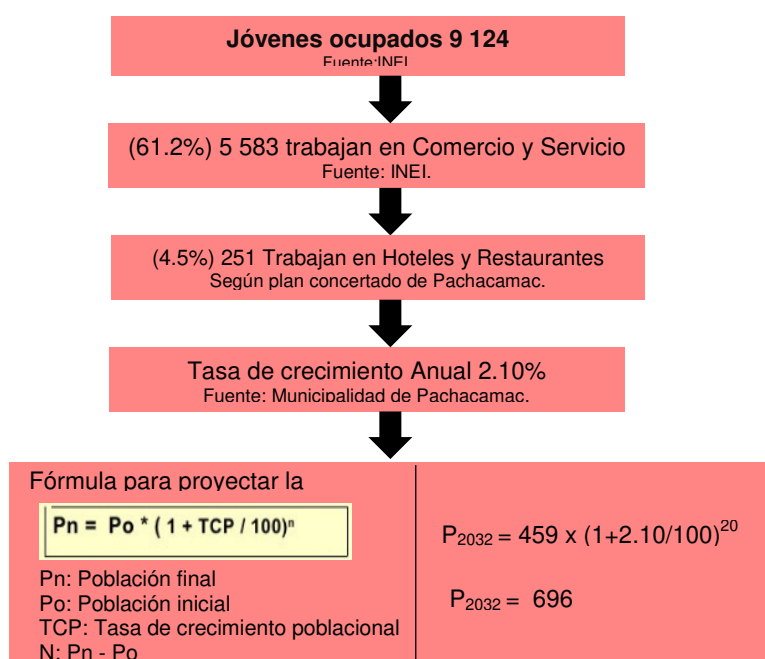 Jóvenes ocupados 9 124
Fuente:INEI
(61.2%) 5 583 trabajan en Comercio y Servicio
Fuente: INEI.
(4.5%) 251 Trabajan en Hoteles y Restaurantes
Según plan concertado de Pachacamac.
Tasa de crecimiento Anual 2.10%
Fuente: Municipalidad de Pachacamac.
Fórmula para proyectar la
Pn = Po * ( 1 + TCP / 100)ⁿ
Pn: Población final
Po: Población inicial
TCP: Tasa de crecimiento poblacional
N: Pn - Po
P₂₀₃₂ = 459 x (1+2.10/100)²⁰
P₂₀₃₂ = 696